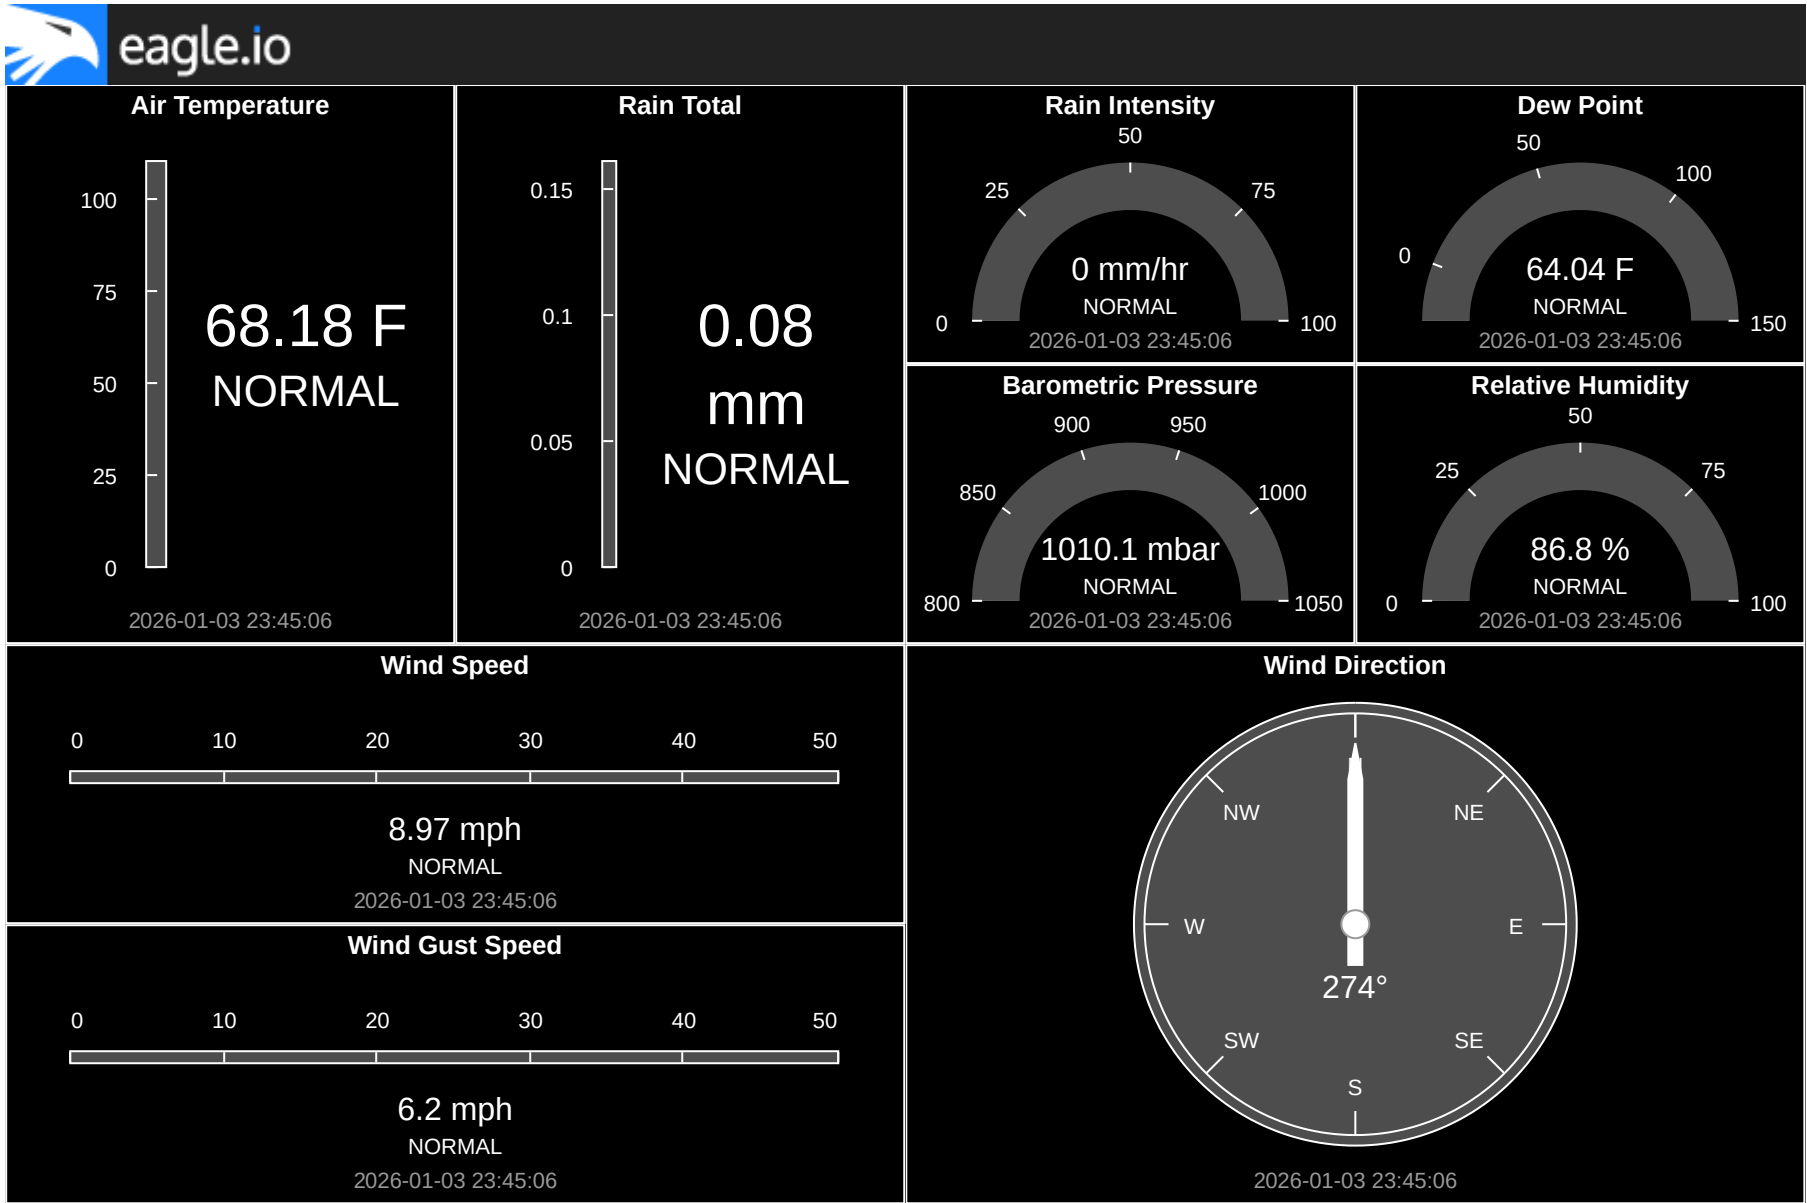 eagle.io
Air Temperature
100
75
50
25
0
68.18 F
NORMAL
2026-01-03 23:45:06
Rain Total
0.15
0.1
0.05
0
0.08
mm
NORMAL
2026-01-03 23:45:06
Rain Intensity
50
25
75
0
100
0 mm/hr
NORMAL
2026-01-03 23:45:06
Dew Point
50
100
0
150
64.04 F
NORMAL
2026-01-03 23:45:06
Barometric Pressure
900
950
850
1000
800
1050
1010.1 mbar
NORMAL
2026-01-03 23:45:06
Relative Humidity
50
25
75
0
100
86.8 %
NORMAL
2026-01-03 23:45:06
Wind Speed
0 10 20 30 40 50
8.97 mph
NORMAL
2026-01-03 23:45:06
Wind Gust Speed
0 10 20 30 40 50
6.2 mph
NORMAL
2026-01-03 23:45:06
Wind Direction
NW
NE
W
E
274°
SW
SE
S
2026-01-03 23:45:06